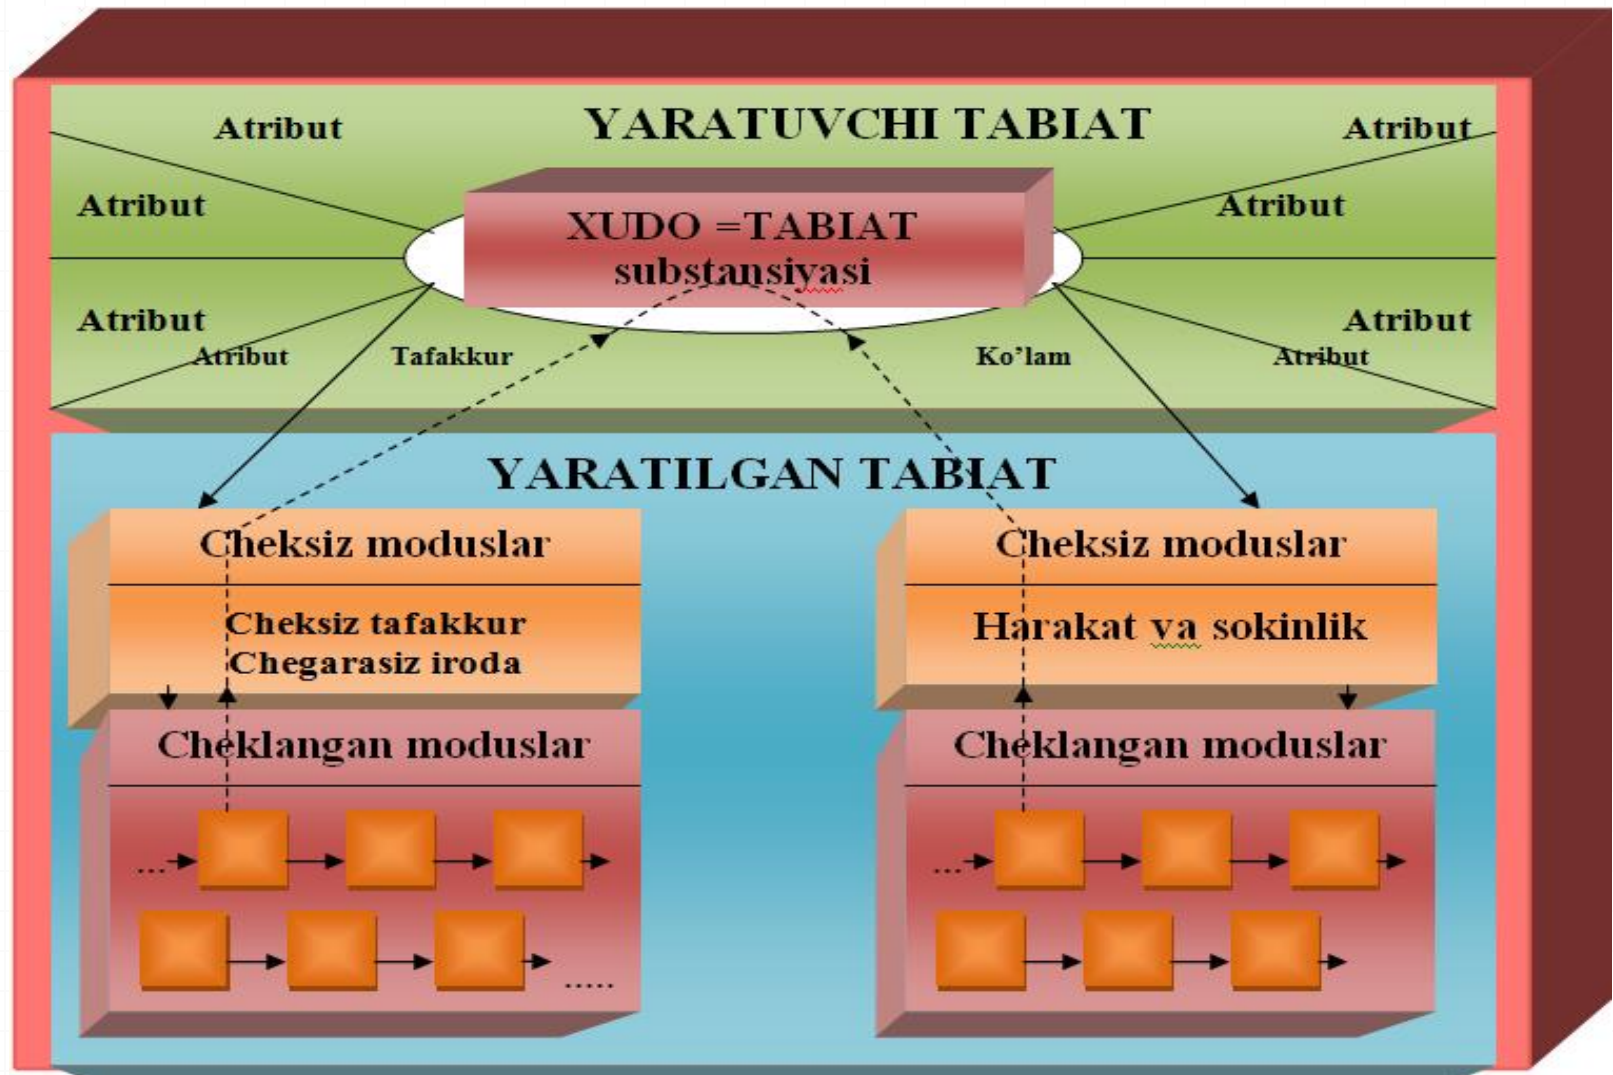 Atribut
YARATUVCHI TABIAT
Atribut
Atribut
XUDO =TABIAT
substansiyasi
Atribut
Atribut
Atribut
Atribut
Tafakkur
Ko’lam
Atribut
YARATILGAN TABIAT
Cheksiz moduslar
Cheksiz tafakkur
Chegarasiz iroda
Cheklangan moduslar
...
.....
Cheksiz moduslar
Harakat va sokinlik
Cheklangan moduslar
...